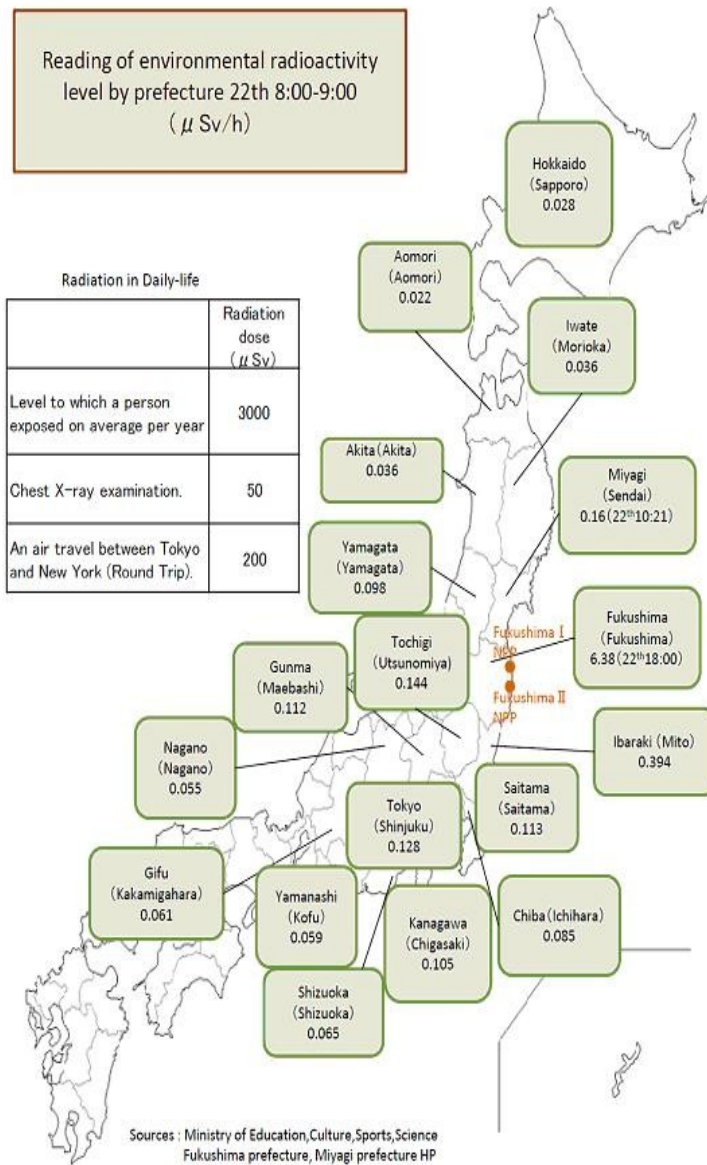 Reading of environmental radioactivity
level by prefecture 22th 8:00-9:00
(μSv/h)
Hokkaido
(Sapporo)
0.028
Aomori
(Aomori)
0.022
Iwate
(Morioka)
0.036
Radiation in Daily-life
Radiation
dose
(μSv)
Level to which a person
exposed on average per year
3000
Chest X-ray examination.
50
An air travel between Tokyo
and New York (Round Trip).
200
Akita(Akita)
0.036
Miyagi
(Sendai)
0.16(22th10:21)
Yamagata
(Yamagata)
0.098
Fukushima I
NPP
Fukushima II
NPP
Fukushima
(Fukushima)
6.38(22th18:00)
Tochigi
(Utsunomiya)
0.144
Gunma
(Maebashi)
0.112
Ibaraki (Mito)
0.394
Nagano
(Nagano)
0.055
Saitama
(Saitama)
0.113
Tokyo
(Shinjuku)
0.128
Gifu
(Kakamigahara)
0.061
Yamanashi
(Kofu)
0.059
Kanagawa
(Chigasaki)
0.105
Chiba(Ichihara)
0.085
Shizuoka
(Shizuoka)
0.065
Sources : Ministry of Education,Culture,Sports,Science
Fukushima prefecture, Miyagi prefecture HP